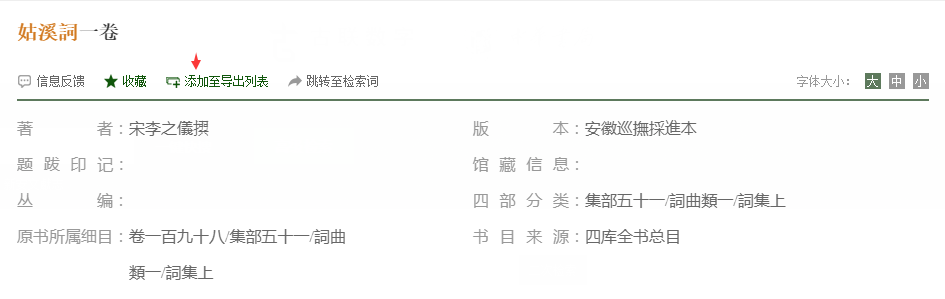 姑溪詞一卷
信息反馈 收藏 添加至导出列表 跳转至检索词 字体大小： 大 中 小
著者：宋李之儀撰 版本：安徽巡撫採進本
题跋印记： 馆藏信息：
丛编： 四部分类：集部五十一/詞曲類一/詞集上
原书所属细目：卷一百九十八/集部五十一/詞曲 书目来源：四库全书总目
類一/詞集上